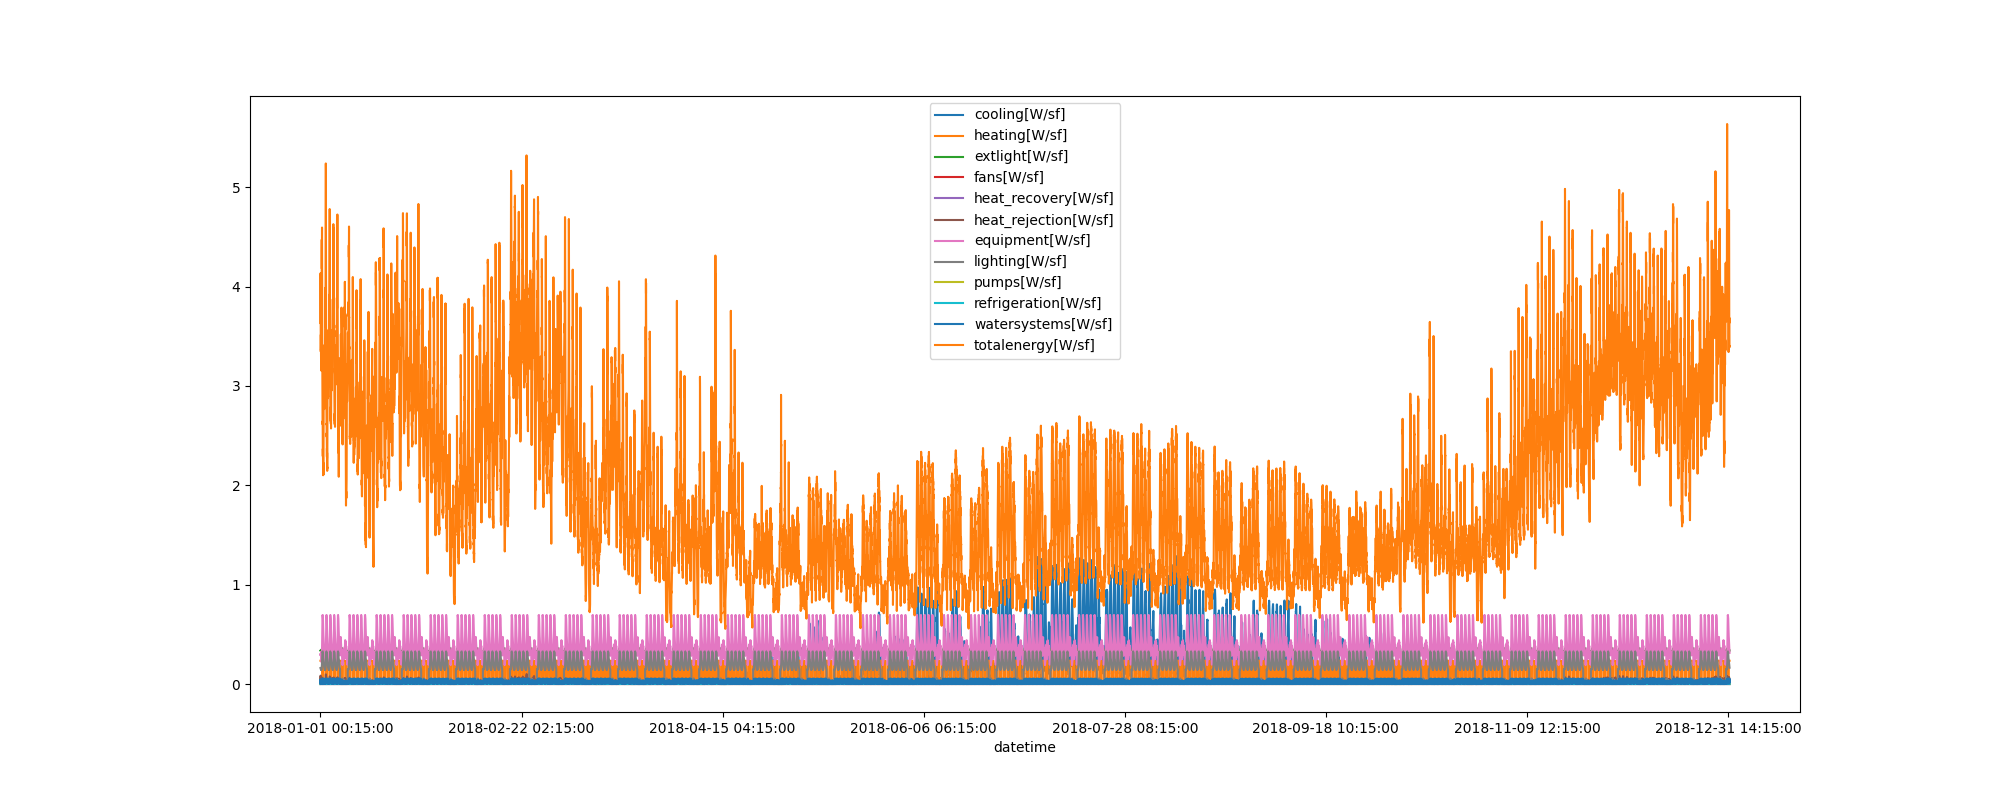 cooling[W/sf]
heating[W/sf]
extlight[W/sf]
fans[W/sf]
heat_recovery[W/sf]
heat_rejection[W/sf]
equipment[W/sf]
lighting[W/sf]
pumps[W/sf]
refrigeration[W/sf]
watersystems[W/sf]
totalenergy[W/sf]
5
4
3
2
1
0
2018-01-01 00:15:00 2018-02-22 02:15:00 2018-04-15 04:15:00 2018-06-06 06:15:00 2018-07-28 08:15:00 2018-09-18 10:15:00 2018-11-09 12:15:00 2018-12-31 14:15:00
datetime